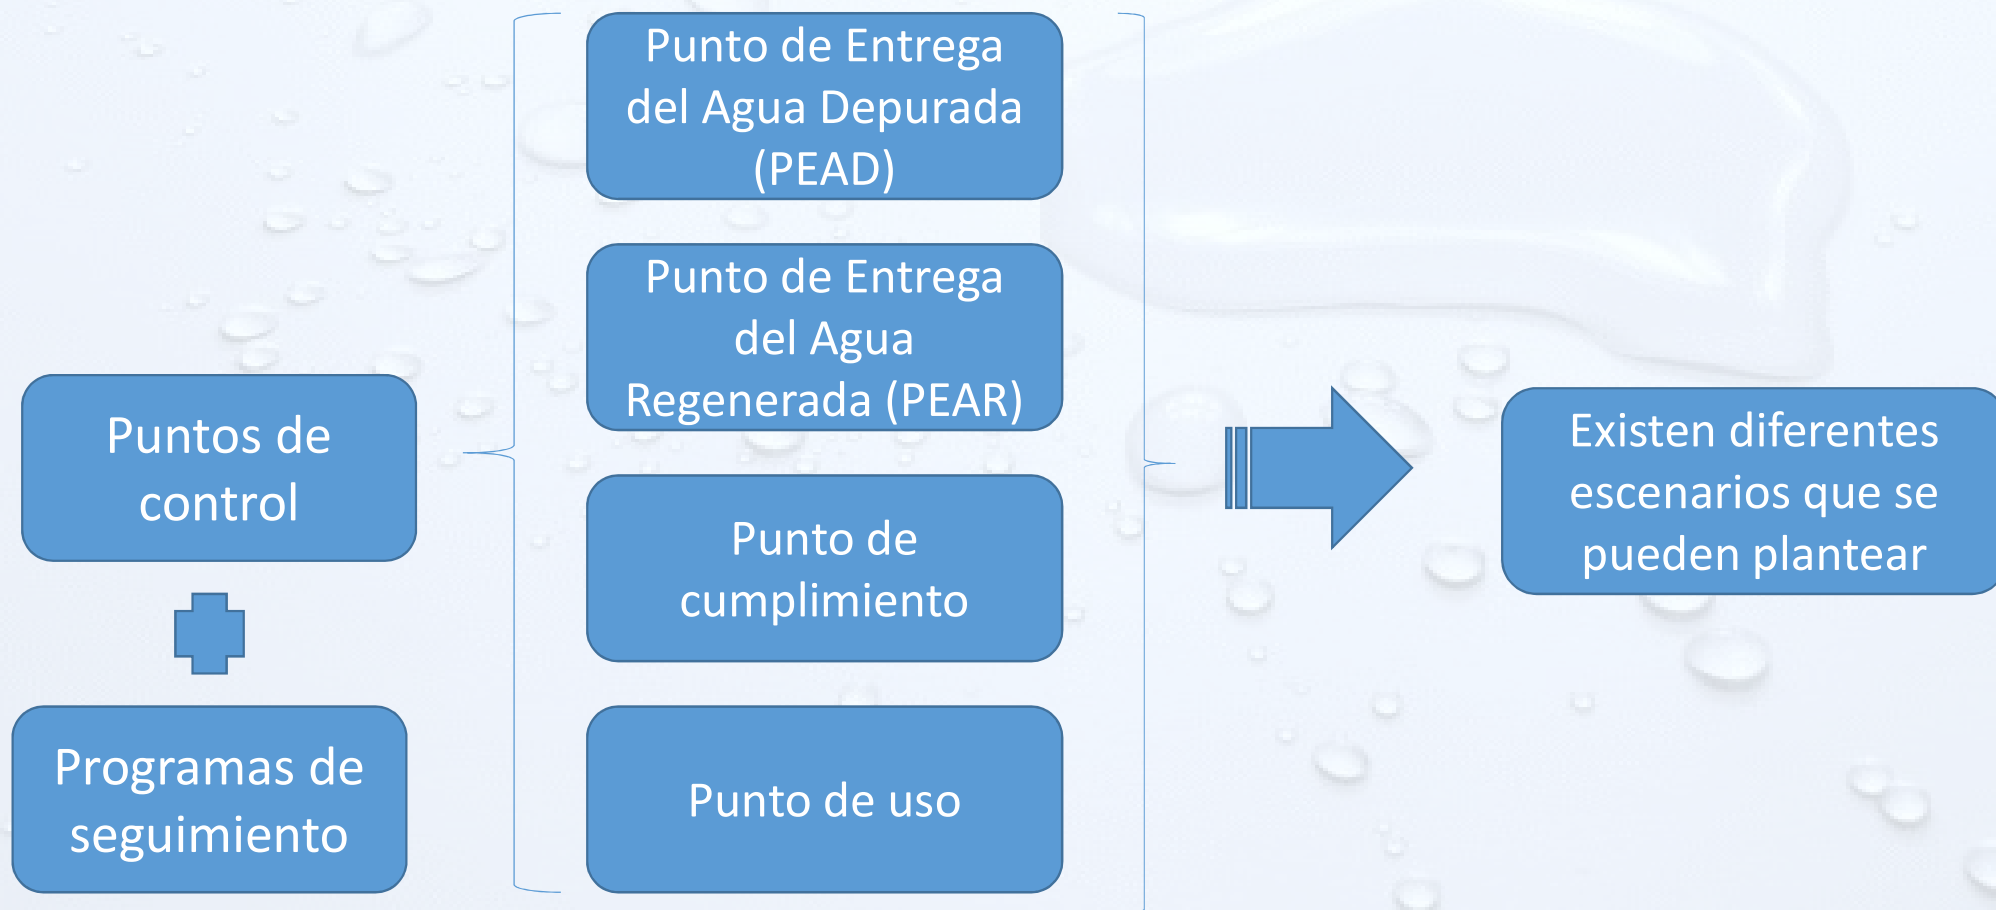 Puntos de
control
Programas de
seguimiento
Punto de Entrega
del Agua Depurada
(PEAD)
Punto de Entrega
del Agua
Regenerada (PEAR)
Punto de
cumplimiento
Punto de uso
Existen diferentes
escenarios que se
pueden plantear